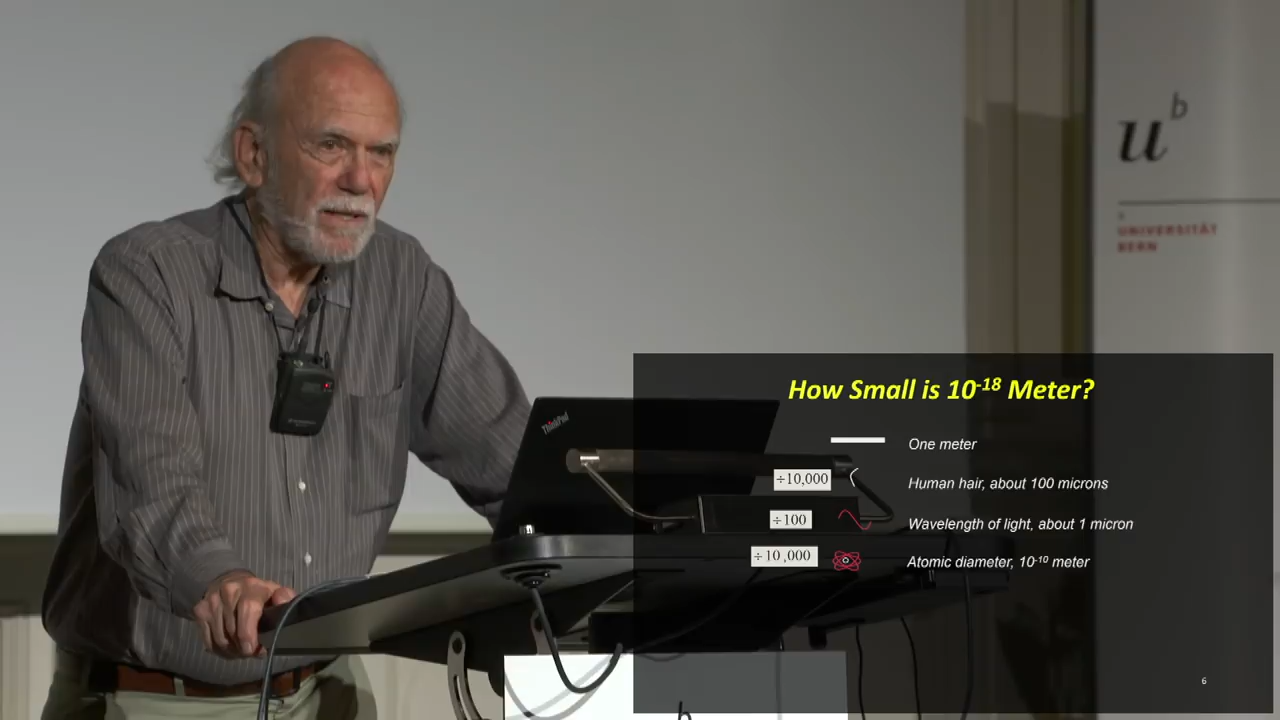 u
b
UNIVERSITÄT
BERN
ThinkPad
How Small is 10⁻¹⁸ Meter?
One meter
÷10,000
Human hair, about 100 microns
÷100
Wavelength of light, about 1 micron
÷10,000
Atomic diameter, 10⁻¹⁰ meter
6
b